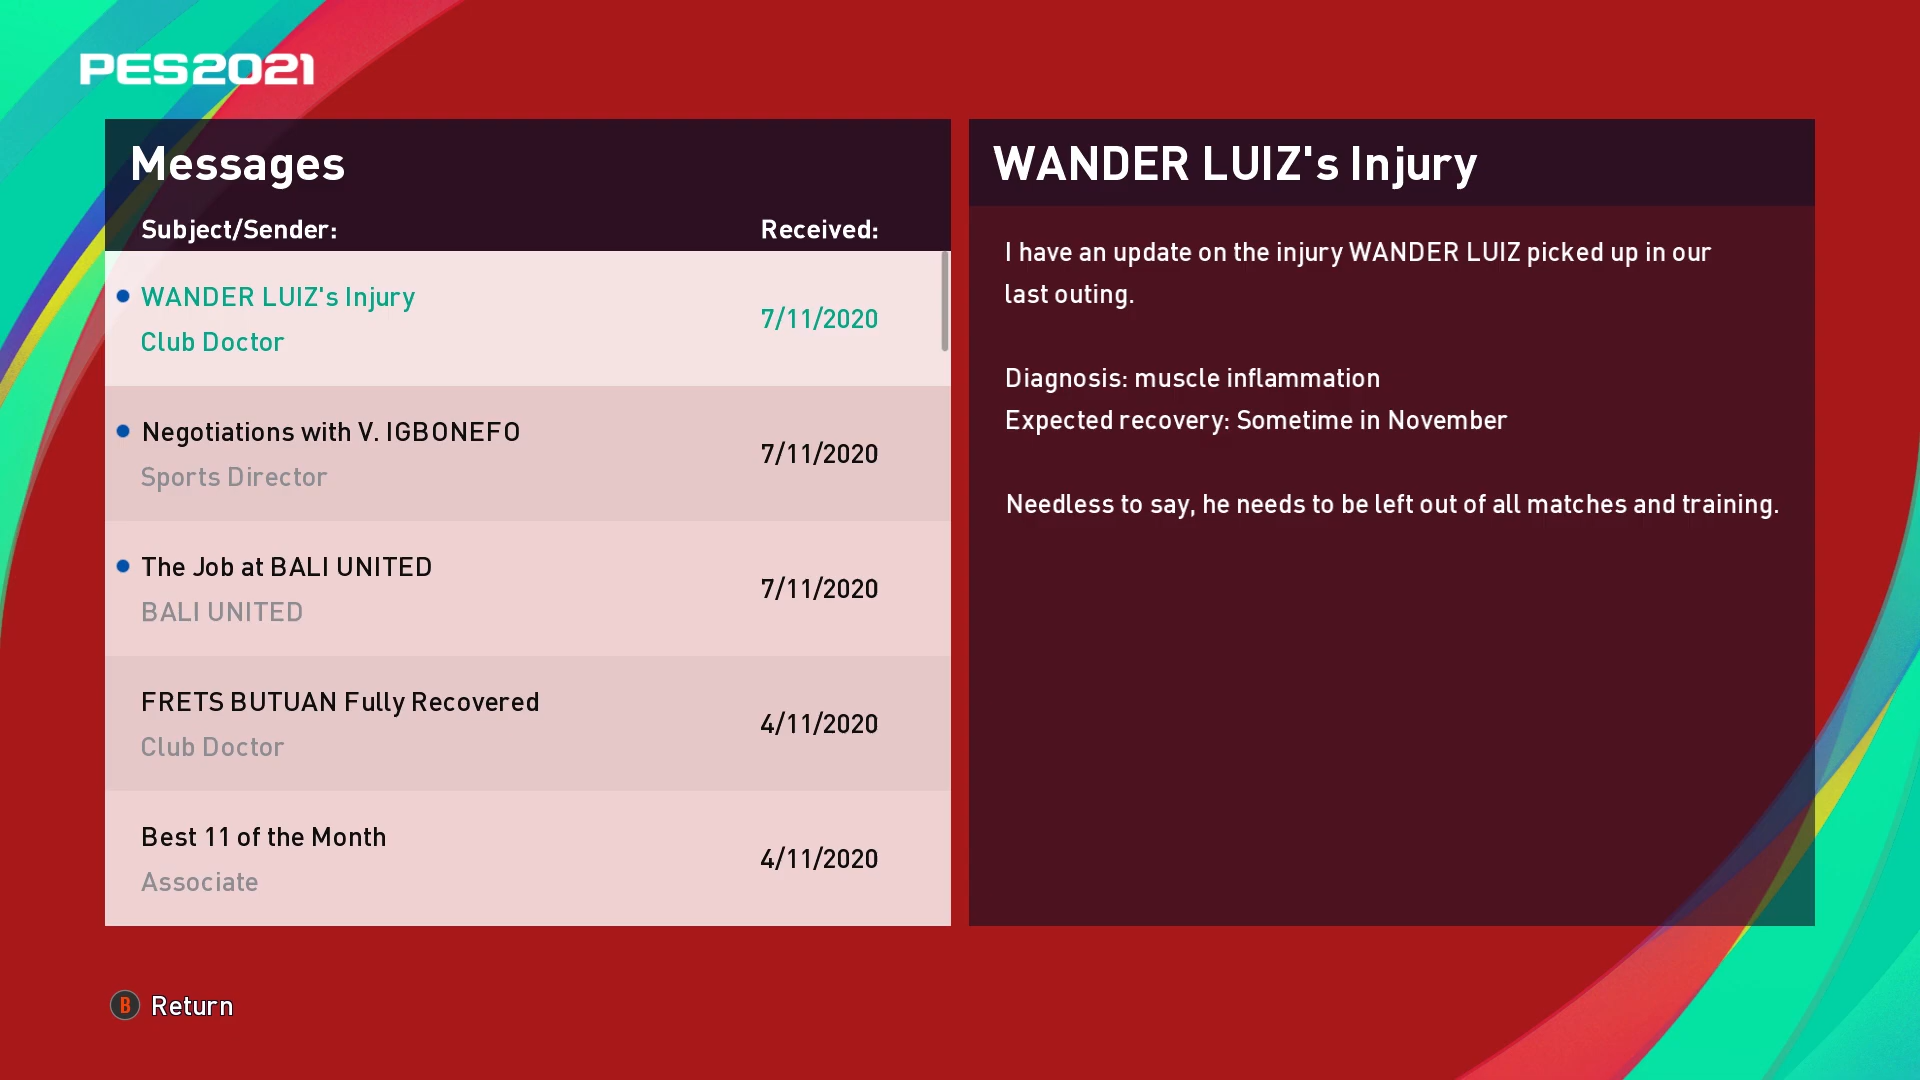 PES2021
Messages
Subject/Sender: Received:
WANDER LUIZ's Injury
Club Doctor
7/11/2020
Negotiations with V. IGBONEFO
Sports Director
7/11/2020
The Job at BALI UNITED
BALI UNITED
7/11/2020
FRETS BUTUAN Fully Recovered
Club Doctor
4/11/2020
Best 11 of the Month
Associate
4/11/2020
WANDER LUIZ's Injury
I have an update on the injury WANDER LUIZ picked up in our
last outing.
Diagnosis: muscle inflammation
Expected recovery: Sometime in November
Needless to say, he needs to be left out of all matches and training.
B Return